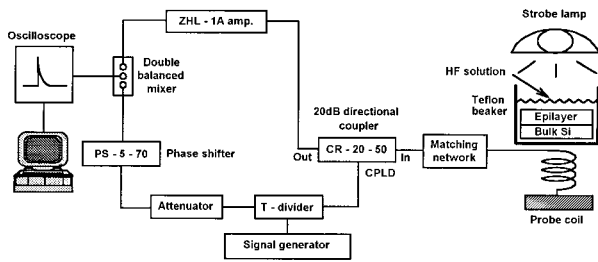 ZHL - 1A amp.
Strobe lamp
Oscilloscope
Double
balanced
mixer
HF solution
Teflon
beaker
20dB directional
coupler
Epilayer
Bulk Si
PS - 5 - 70
Phase shifter
Out
CR - 20 - 50
In
Matching
network
CPLD
Attenuator
T - divider
Signal generator
Probe coil